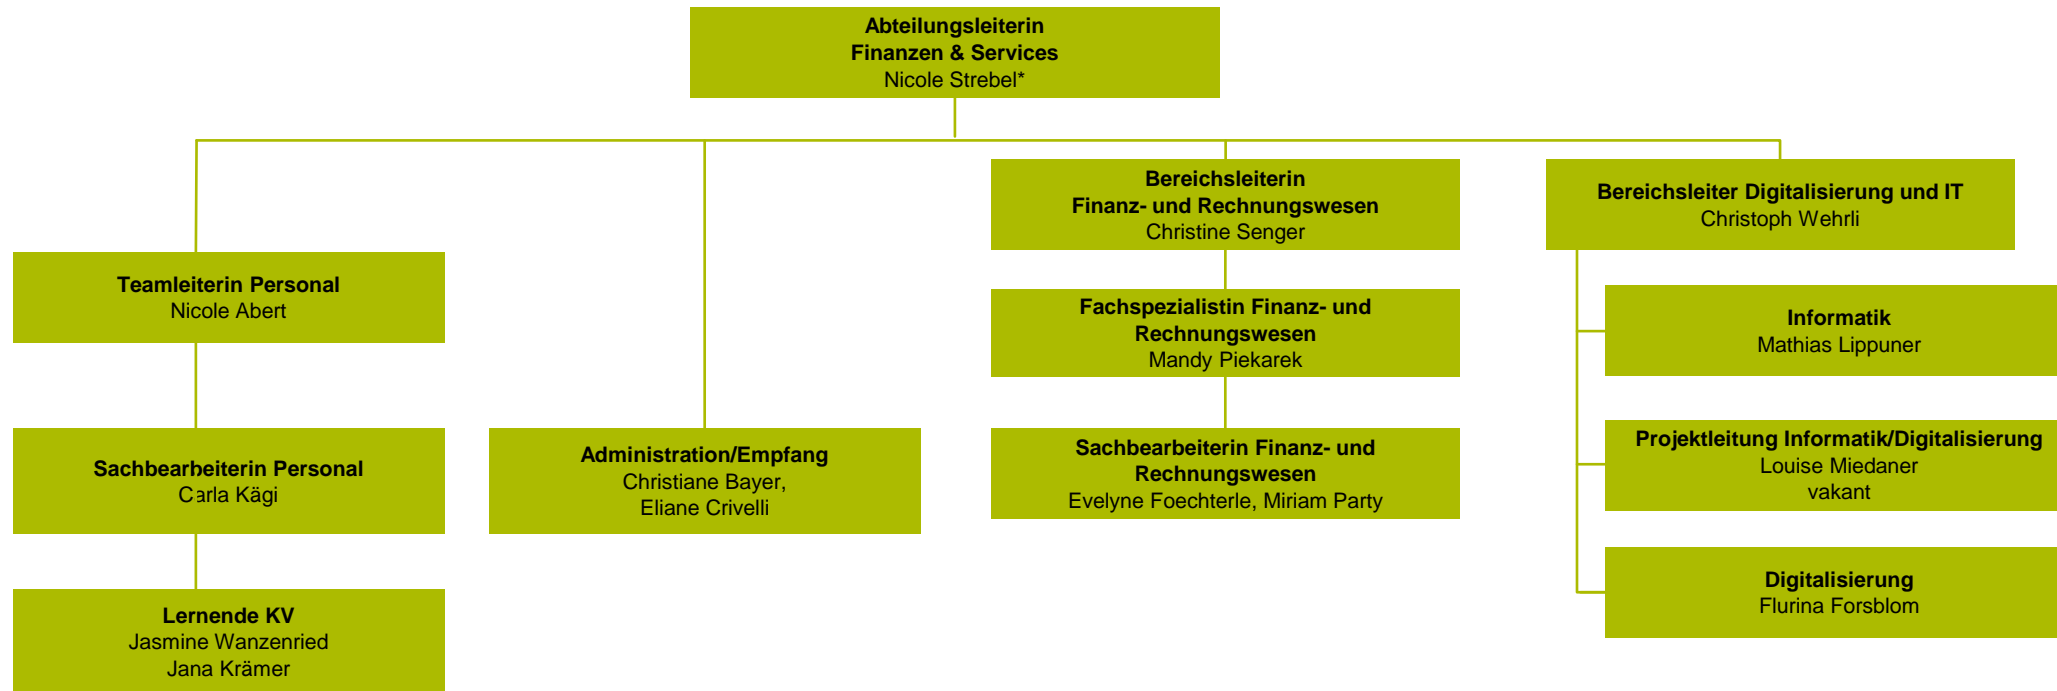 Abteilungsleiterin
Finanzen & Services
Nicole Strebel*
Teamleiterin Personal
Nicole Abert
Sachbearbeiterin Personal
Carla Kägi
Lernende KV
Jasmine Wanzenried
Jana Krämer
Administration/Empfang
Christiane Bayer,
Eliane Crivelli
Bereichsleiterin
Finanz- und Rechnungswesen
Christine Senger
Fachspezialistin Finanz- und
Rechnungswesen
Mandy Piekarek
Sachbearbeiterin Finanz- und
Rechnungswesen
Evelyne Foechterle, Miriam Party
Bereichsleiter Digitalisierung und IT
Christoph Wehrli
Informatik
Mathias Lippuner
Projektleitung Informatik/Digitalisierung
Louise Miedaner
vakant
Digitalisierung
Flurina Forsblom